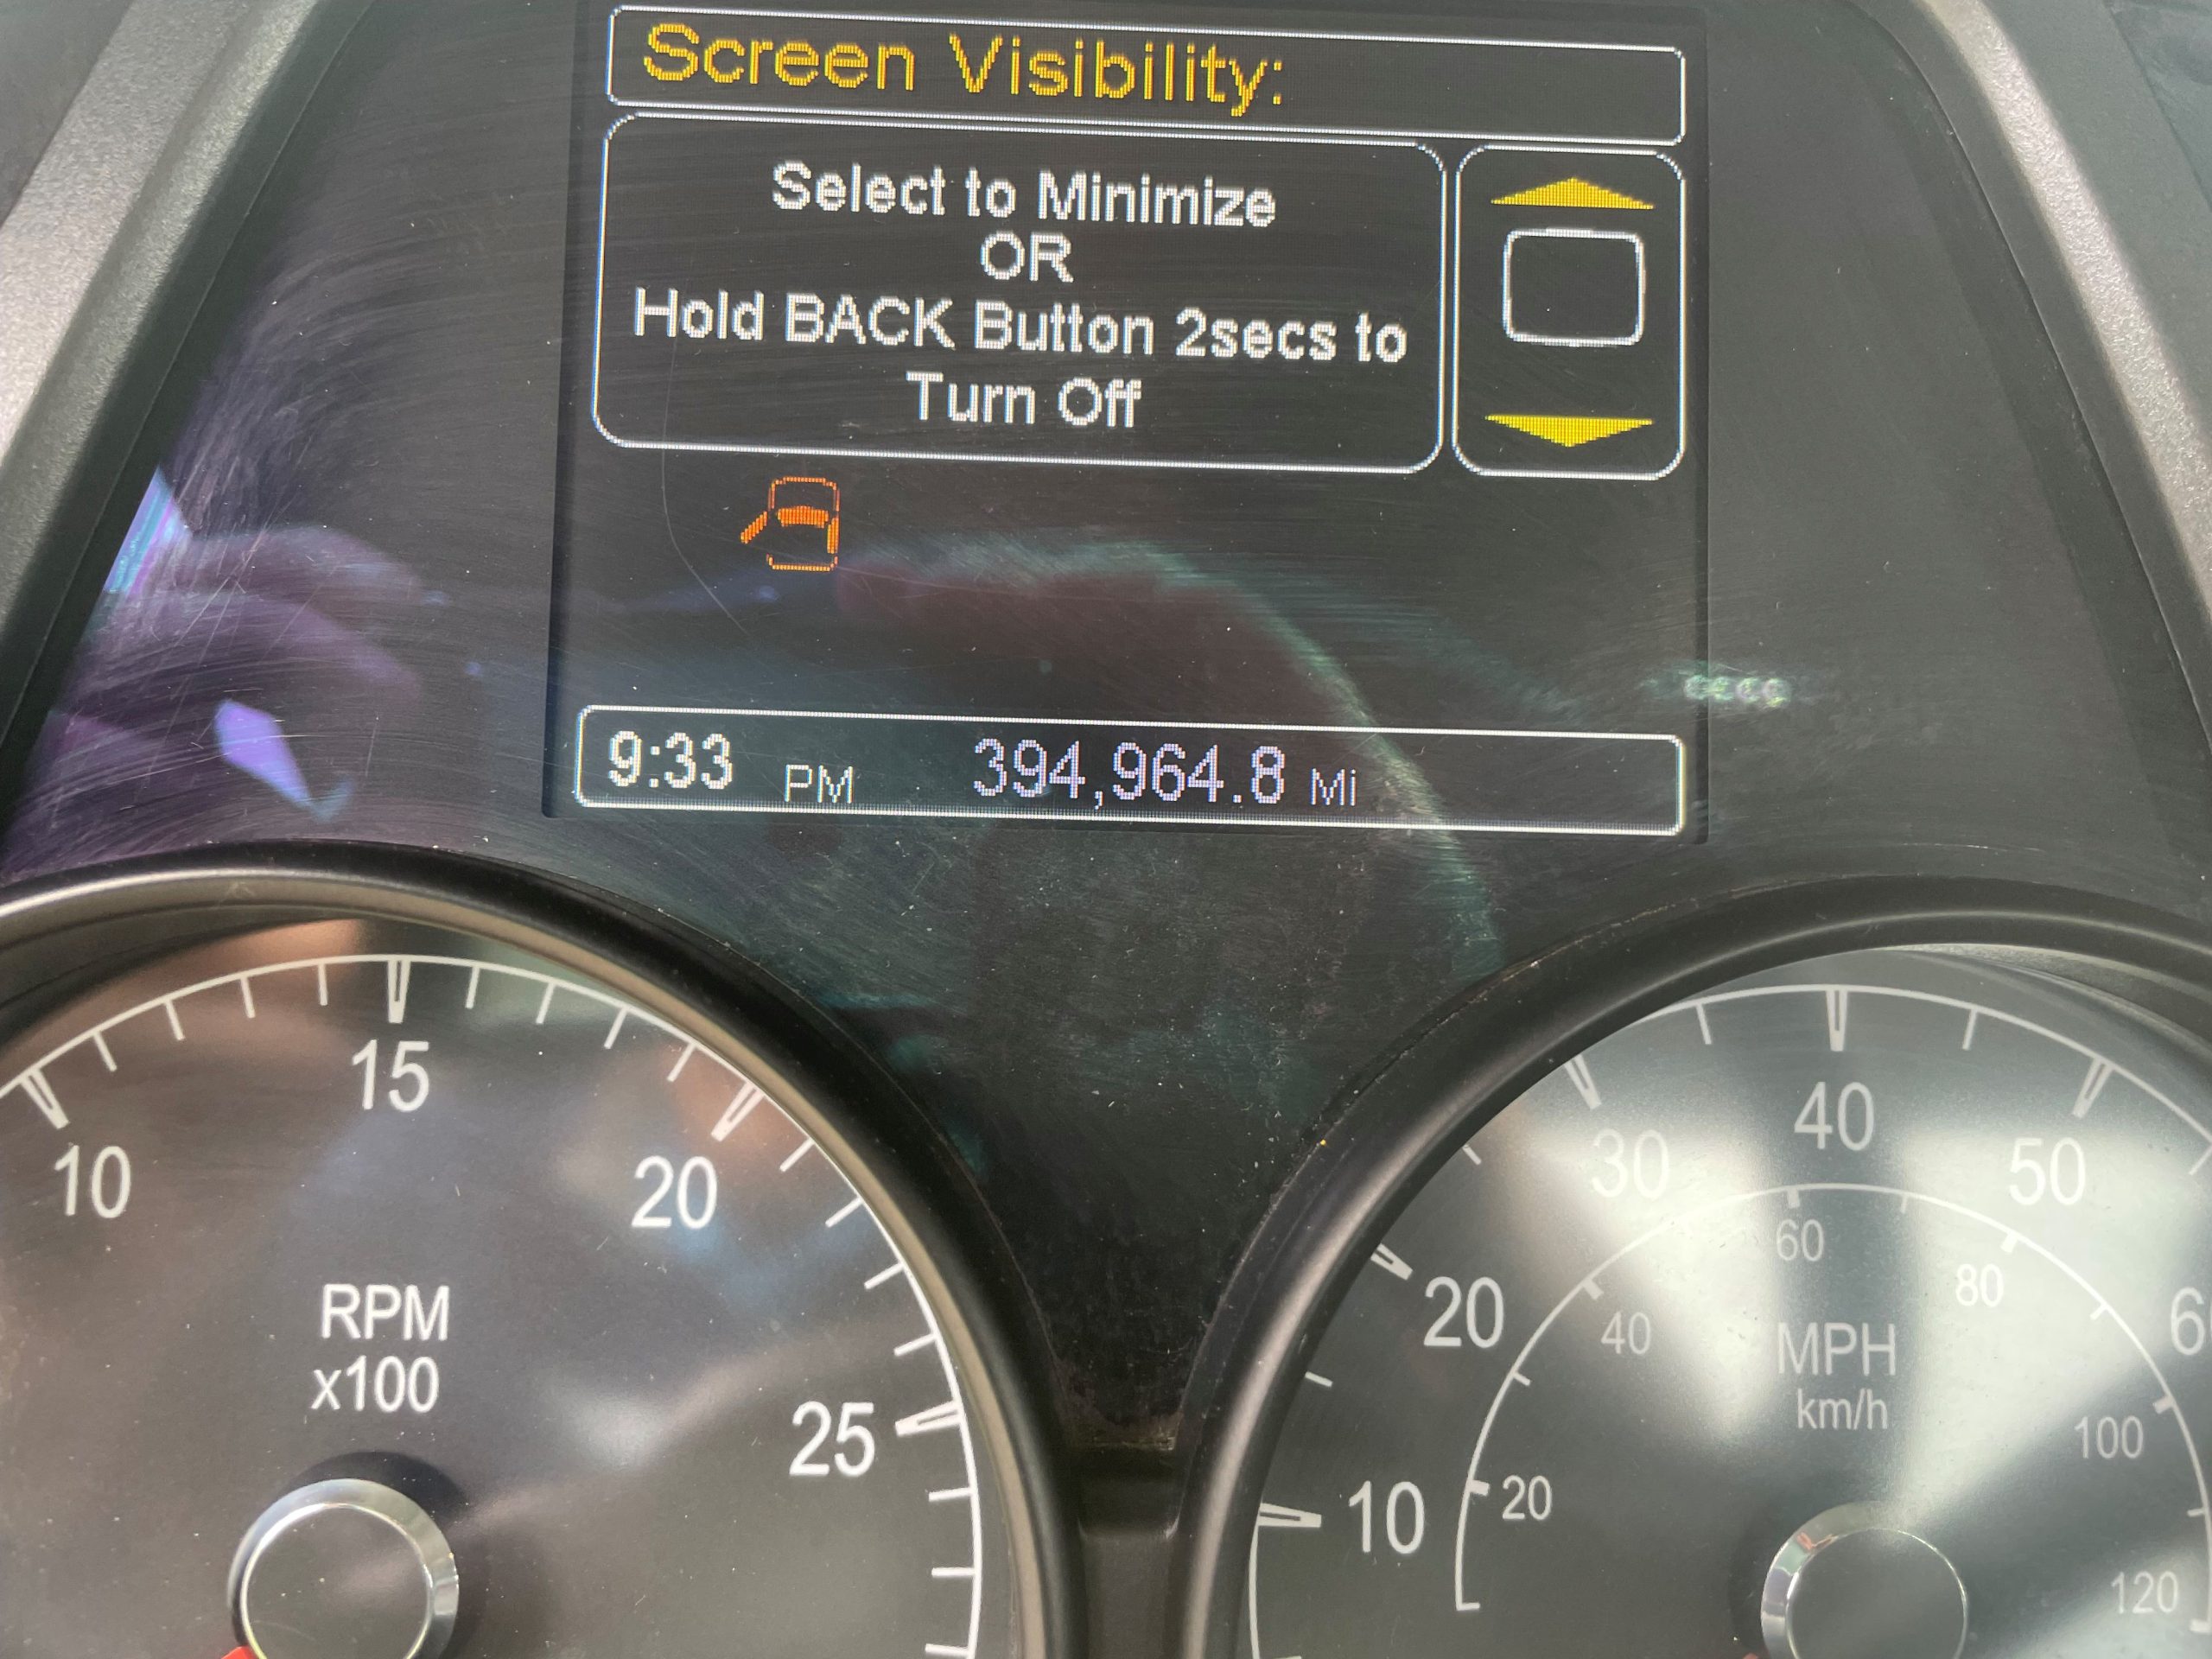 Screen Visibility:
Select to Minimize
OR
Hold BACK Button 2secs to
Turn Off
9:33 PM 394,964.8 Mi
10
15
20
25
RPM
x100
10
20
30
40
50
20
40
60
80
100
120
MPH
km/h